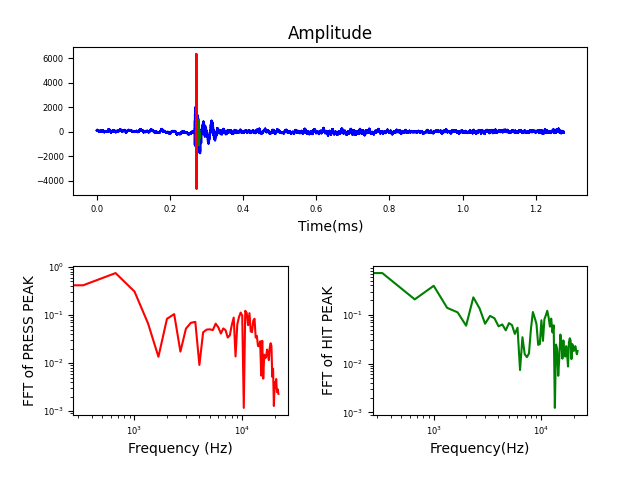 Amplitude
6000
4000
2000
0
−2000
−4000
0.0 0.2 0.4 0.6 0.8 1.0 1.2
Time(ms)
FFT of PRESS PEAK
10⁰
10⁻¹
10⁻²
10⁻³
10³ 10⁴
Frequency (Hz)
FFT of HIT PEAK
10⁻¹
10⁻²
10⁻³
10³ 10⁴
Frequency(Hz)